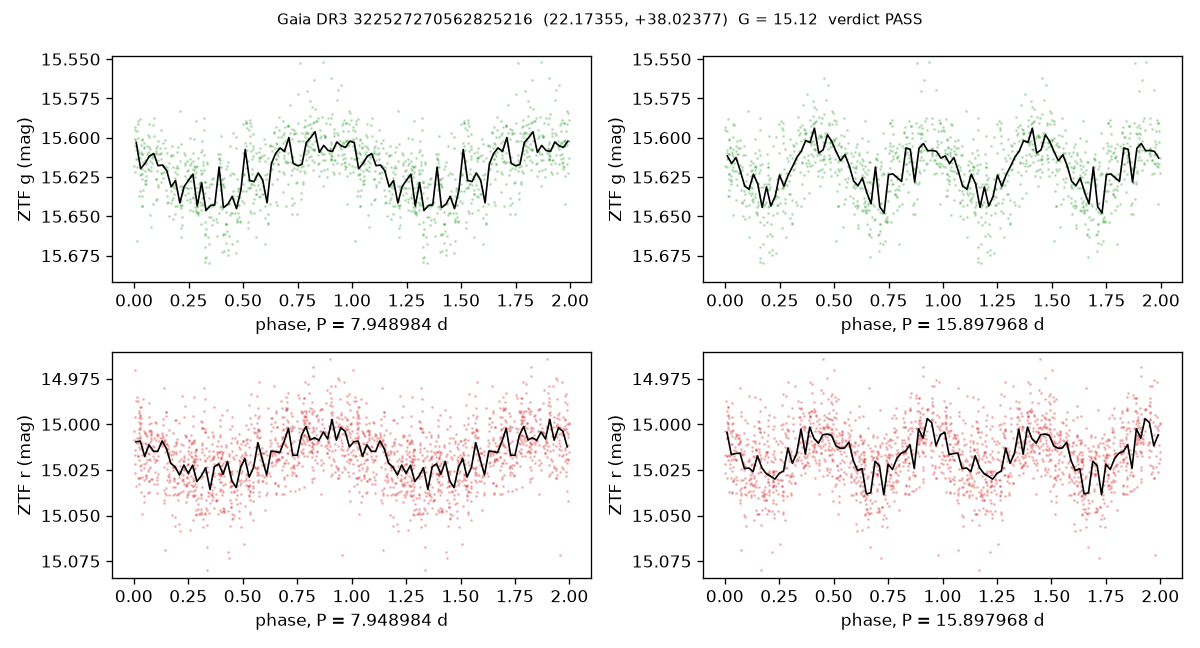 Gaia DR3 322527270562825216 (22.17355, +38.02377) G = 15.12 verdict PASS
ZTF g (mag)
15.550
15.575
15.600
15.625
15.650
15.675
0.00 0.25 0.50 0.75 1.00 1.25 1.50 1.75 2.00
phase, P = 7.948984 d
ZTF g (mag)
15.550
15.575
15.600
15.625
15.650
15.675
0.00 0.25 0.50 0.75 1.00 1.25 1.50 1.75 2.00
phase, P = 15.897968 d
ZTF r (mag)
14.975
15.000
15.025
15.050
15.075
0.00 0.25 0.50 0.75 1.00 1.25 1.50 1.75 2.00
phase, P = 7.948984 d
ZTF r (mag)
14.975
15.000
15.025
15.050
15.075
0.00 0.25 0.50 0.75 1.00 1.25 1.50 1.75 2.00
phase, P = 15.897968 d